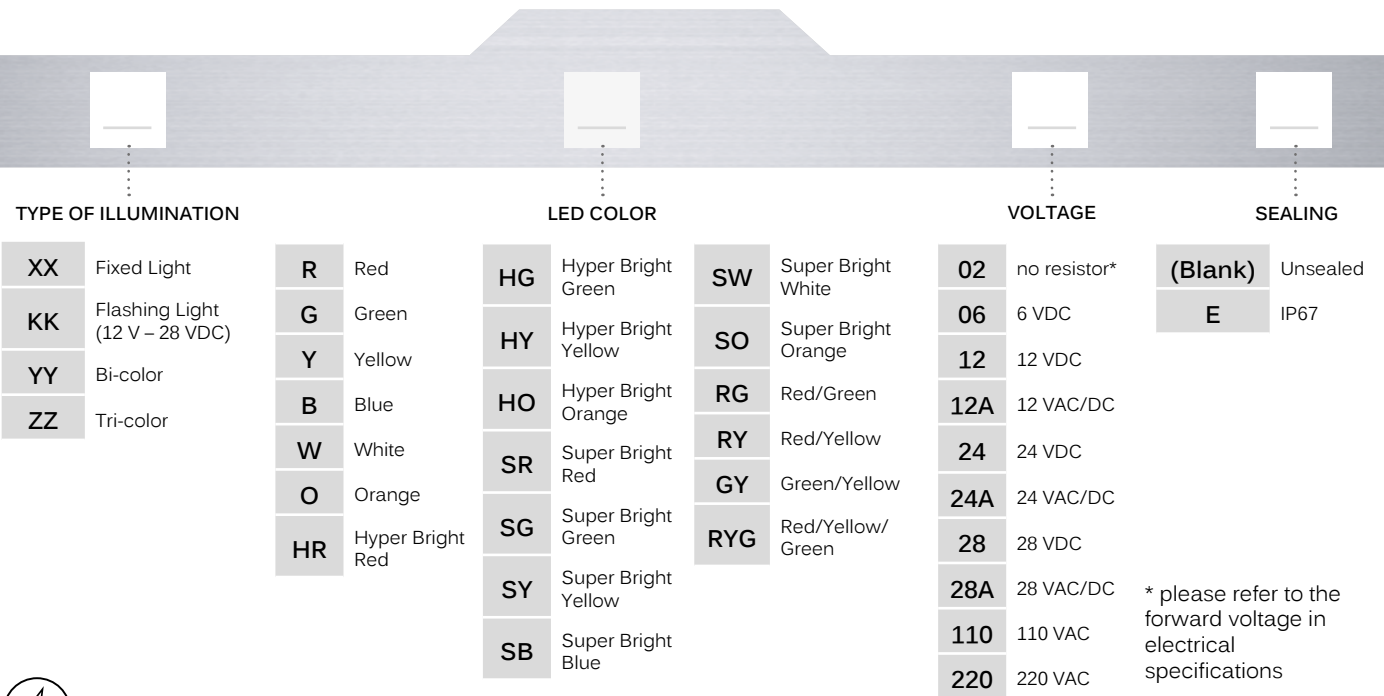 TYPE OF ILLUMINATION
XX Fixed Light
KK Flashing Light
(12 V – 28 VDC)
YY Bi-color
ZZ Tri-color
LED COLOR
R Red
G Green
Y Yellow
B Blue
W White
O Orange
HR Hyper Bright
Red
HG Hyper Bright
Green
HY Hyper Bright
Yellow
HO Hyper Bright
Orange
SR Super Bright
Red
SG Super Bright
Green
SY Super Bright
Yellow
SB Super Bright
Blue
SW Super Bright
White
SO Super Bright
Orange
RG Red/Green
RY Red/Yellow
GY Green/Yellow
RYG Red/Yellow/
Green
VOLTAGE
02 no resistor*
06 6 VDC
12 12 VDC
12A 12 VAC/DC
24 24 VDC
24A 24 VAC/DC
28 28 VDC
28A 28 VAC/DC
110 110 VAC
220 220 VAC
SEALING
(Blank) Unsealed
E IP67
* please refer to the
forward voltage in
electrical
specifications